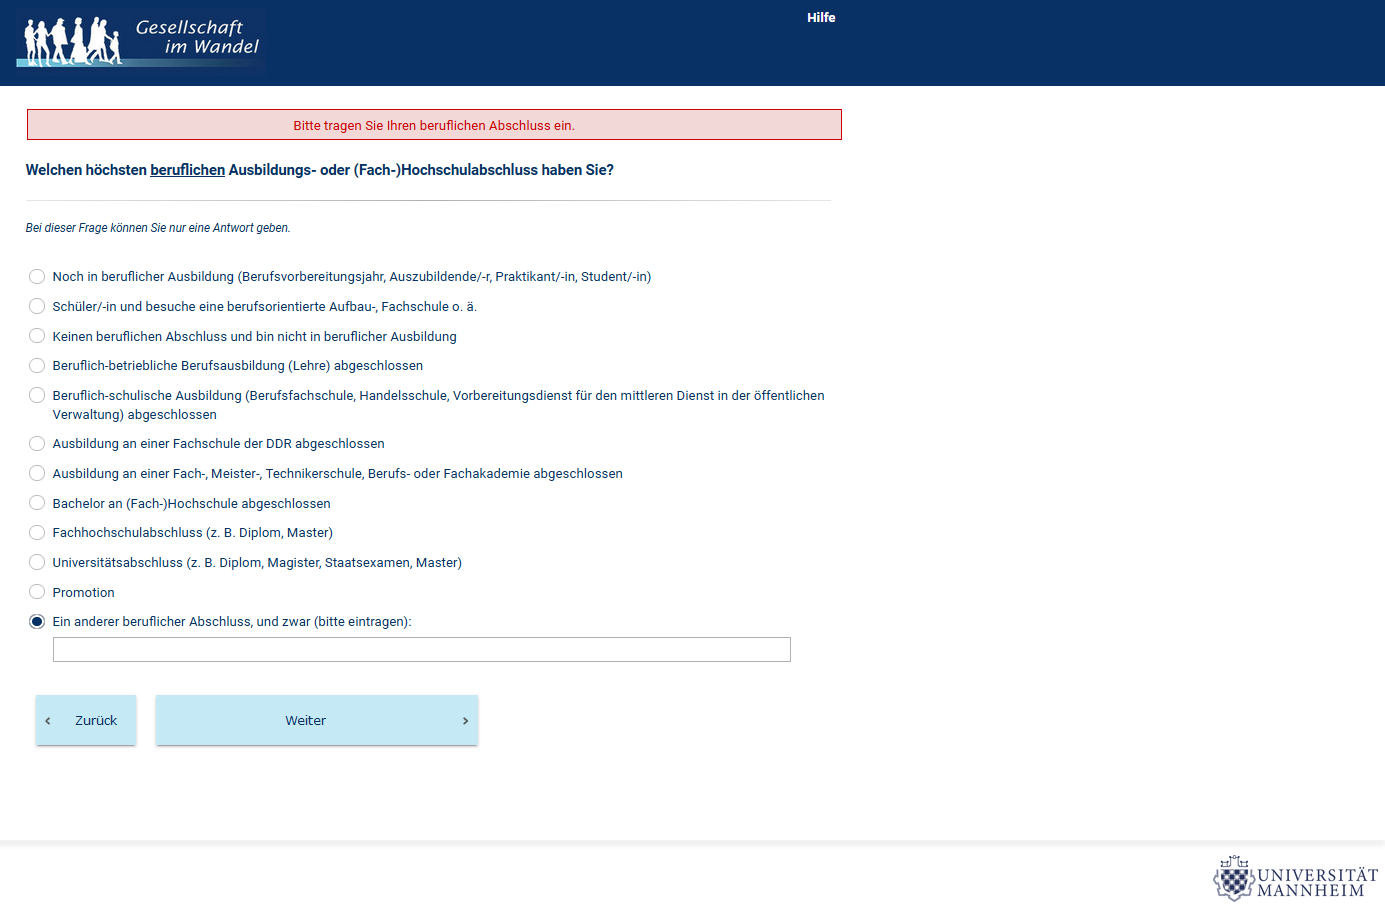 Gesellschaft
im Wandel
Hilfe
Bitte tragen Sie Ihren beruflichen Abschluss ein.
Welchen höchsten beruflichen Ausbildungs- oder (Fach-)Hochschulabschluss haben Sie?
Bei dieser Frage können Sie nur eine Antwort geben.
Noch in beruflicher Ausbildung (Berufsvorbereitungsjahr, Auszubildende/-r, Praktikant/-in, Student/-in)
Schüler/-in und besuche eine berufsorientierte Aufbau-, Fachschule o. ä.
Keinen beruflichen Abschluss und bin nicht in beruflicher Ausbildung
Beruflich-betriebliche Berufsausbildung (Lehre) abgeschlossen
Beruflich-schulische Ausbildung (Berufsfachschule, Handelsschule, Vorbereitungsdienst für den mittleren Dienst in der öffentlichen
Verwaltung) abgeschlossen
Ausbildung an einer Fachschule der DDR abgeschlossen
Ausbildung an einer Fach-, Meister-, Technikerschule, Berufs- oder Fachakademie abgeschlossen
Bachelor an (Fach-)Hochschule abgeschlossen
Fachhochschulabschluss (z. B. Diplom, Master)
Universitätsabschluss (z. B. Diplom, Magister, Staatsexamen, Master)
Promotion
Ein anderer beruflicher Abschluss, und zwar (bitte eintragen):
Zurück
Weiter
UNIVERSITÄT
MANNHEIM